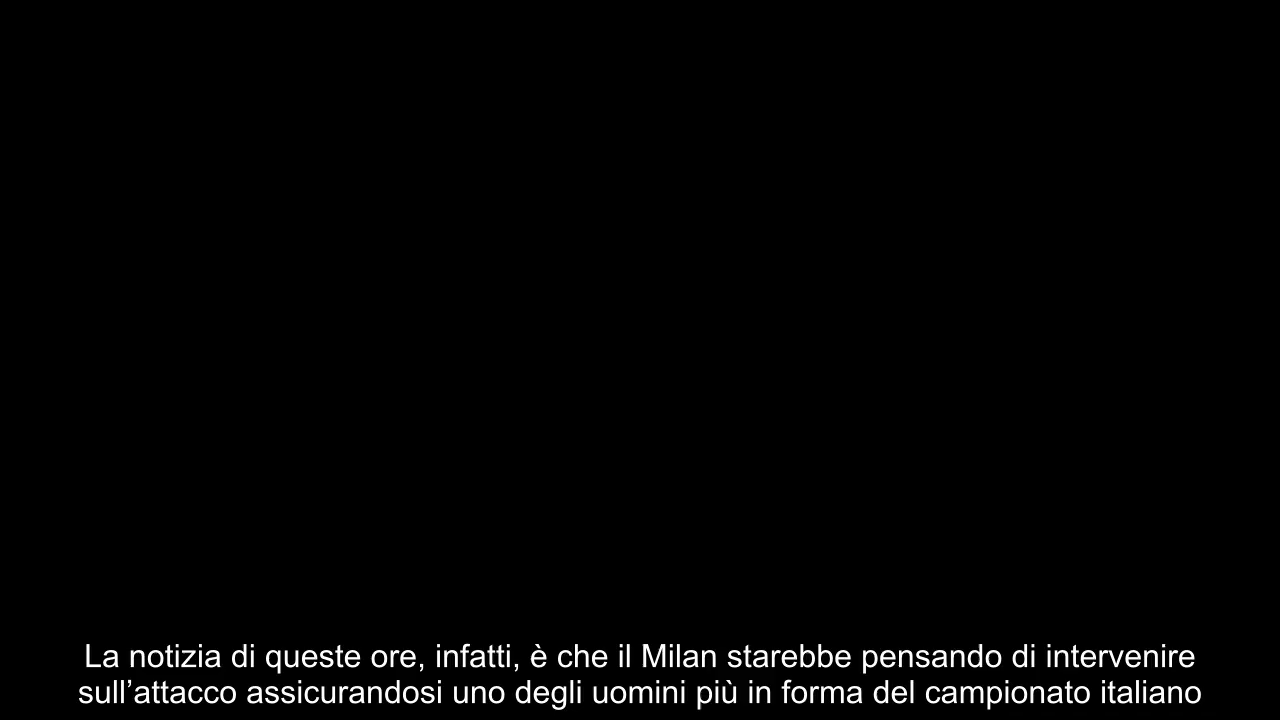 La notizia di queste ore, infatti, è che il Milan starebbe pensando di intervenire
sull’attacco assicurandosi uno degli uomini più in forma del campionato italiano